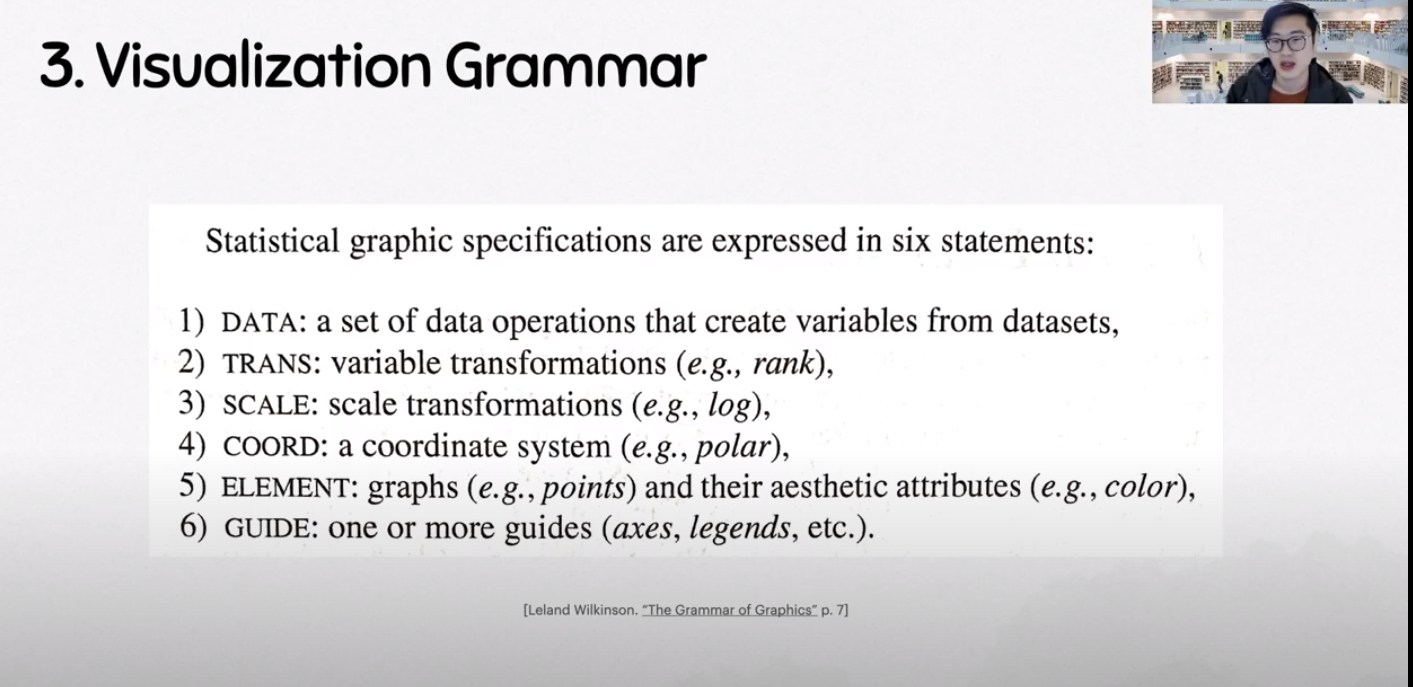 3. Visualization Grammar
Statistical graphic specifications are expressed in six statements:
1) DATA: a set of data operations that create variables from datasets,
2) TRANS: variable transformations (e.g., rank),
3) SCALE: scale transformations (e.g., log),
4) COORD: a coordinate system (e.g., polar),
5) ELEMENT: graphs (e.g., points) and their aesthetic attributes (e.g., color),
6) GUIDE: one or more guides (axes, legends, etc.).
[Leland Wilkinson. “The Grammar of Graphics” p. 7]